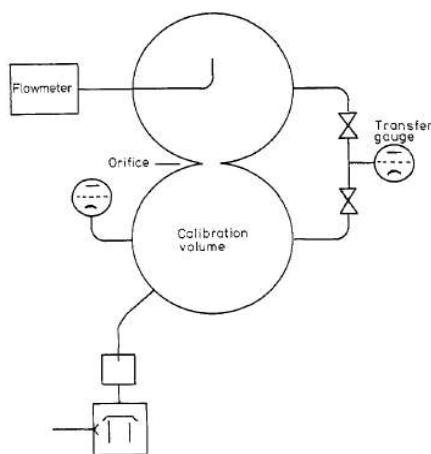 Flowmeter
Transfer
gauge
Orifice
Calibration
volume